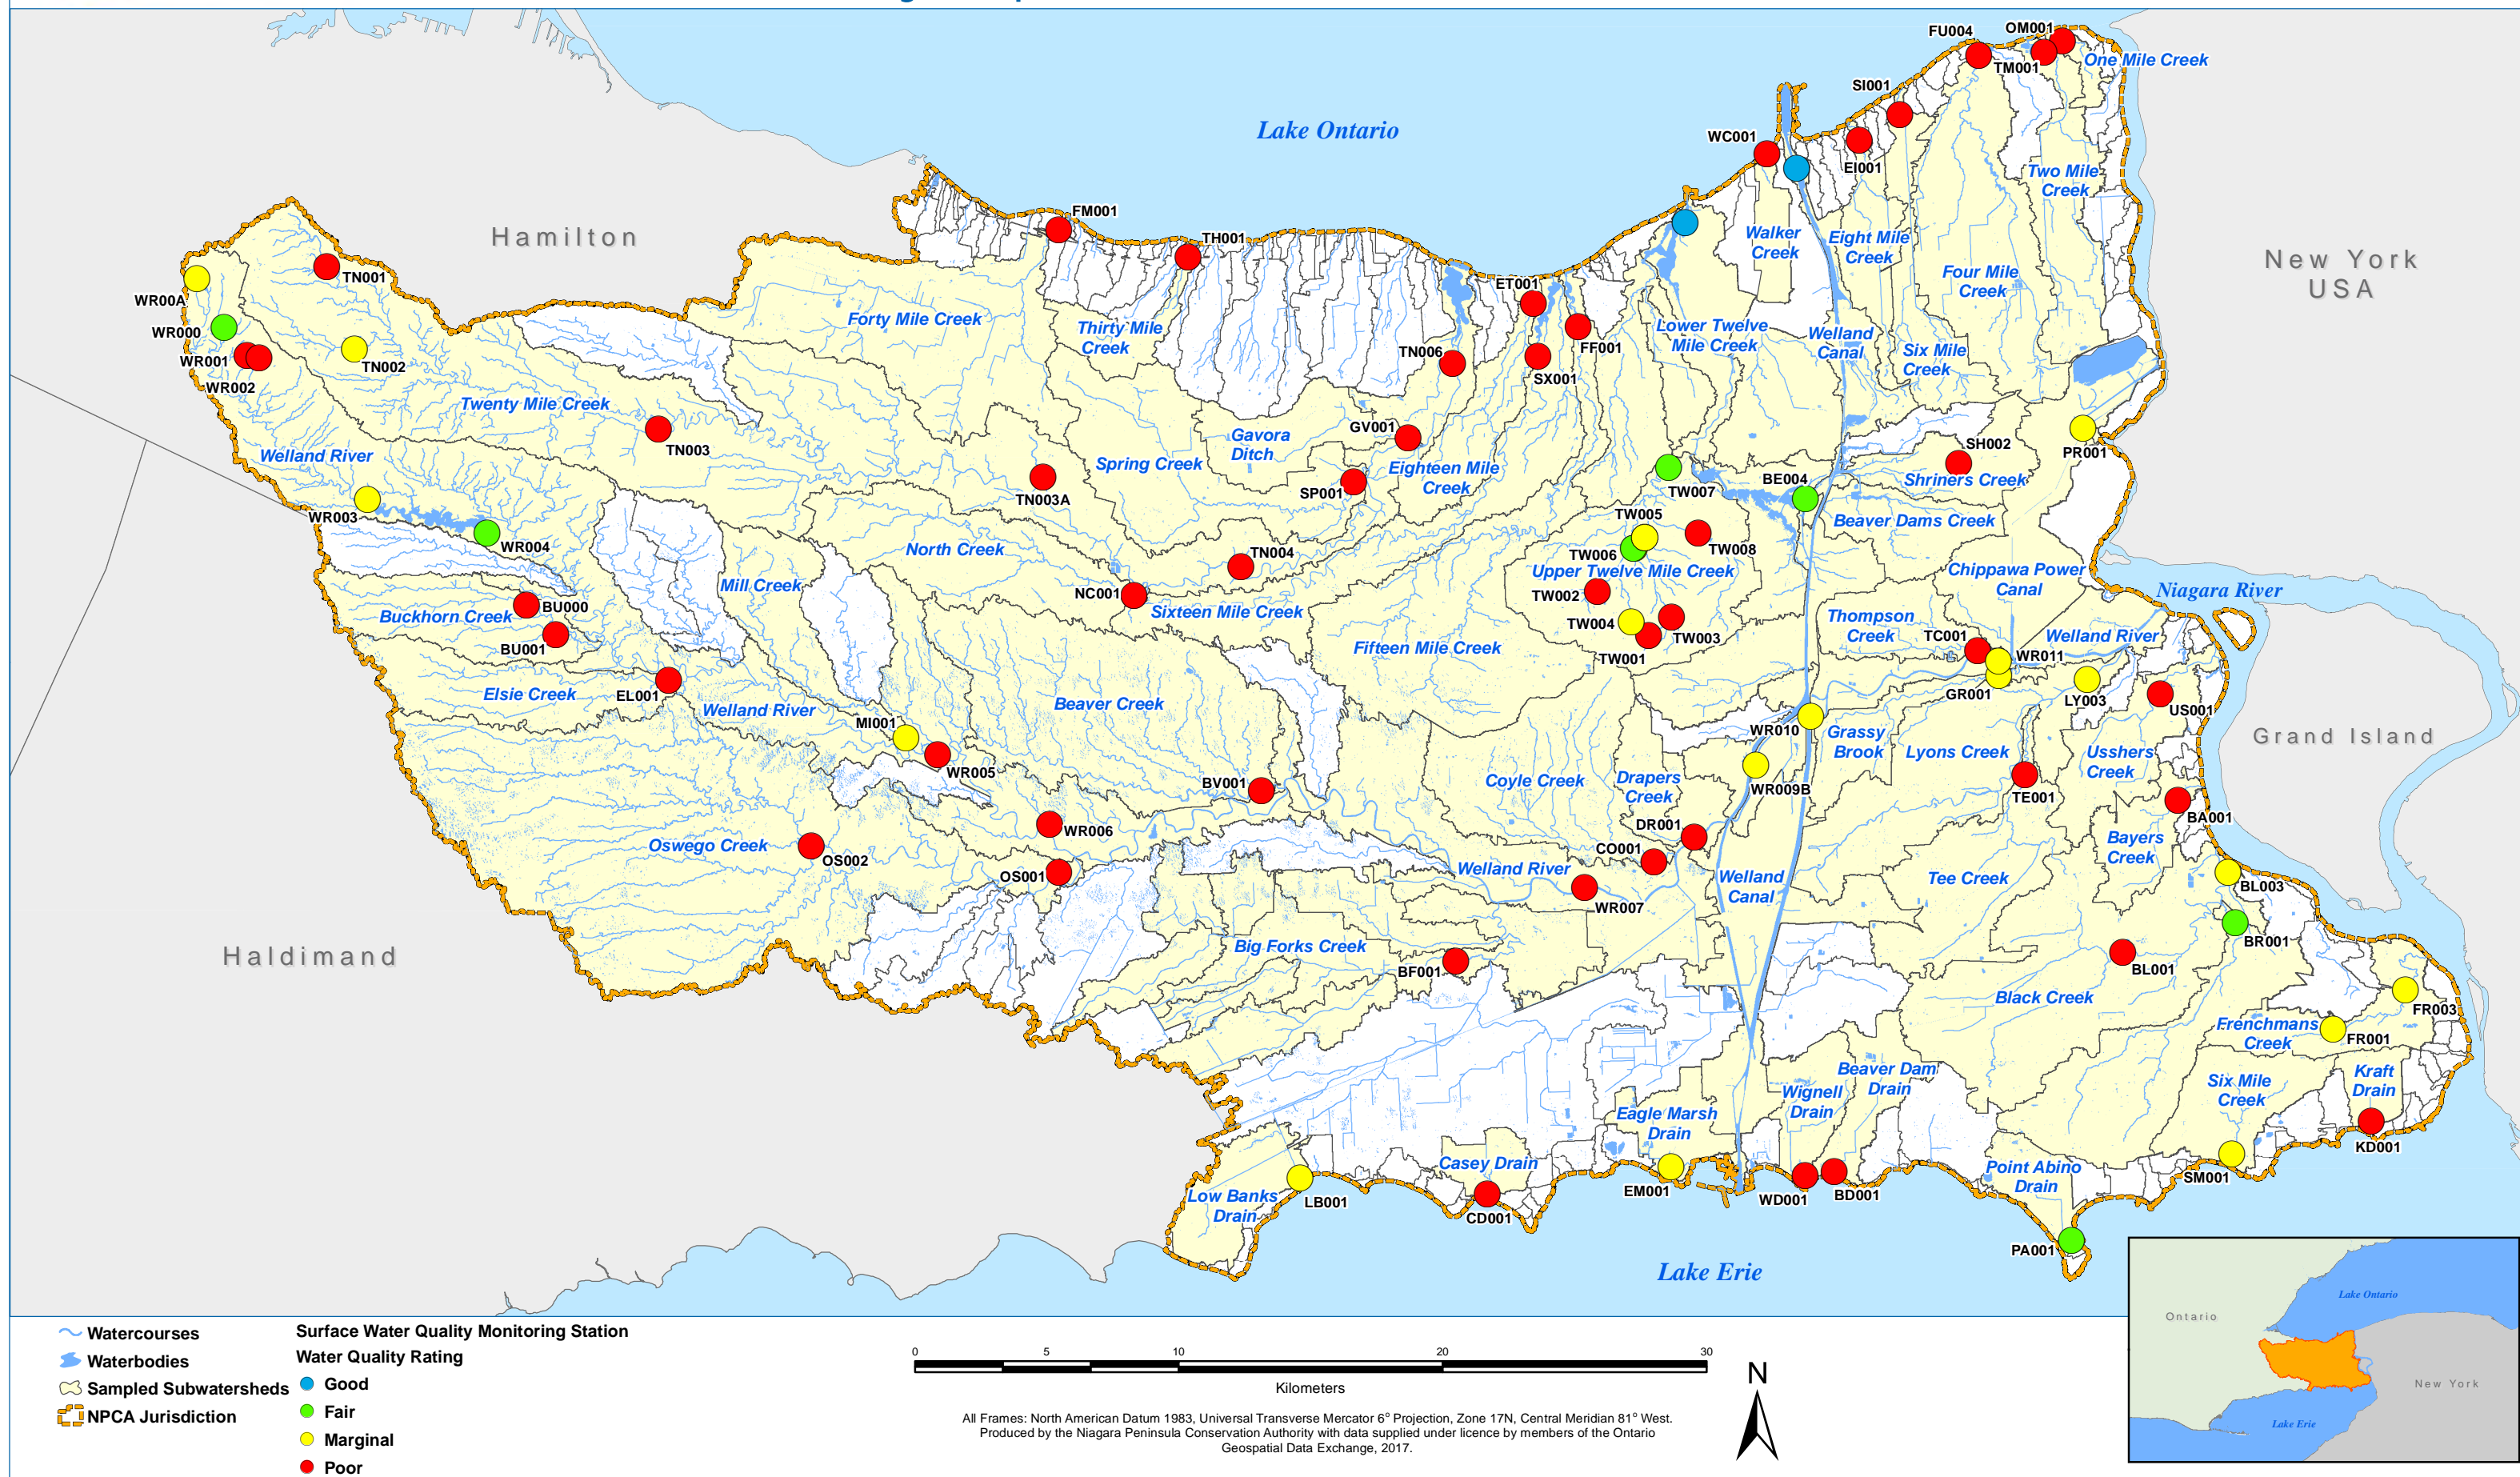 FU004
OM001
TM001
One Mile Creek
SI001
Lake Ontario
WC001
EI001
Two Mile
Creek
FM001
TH001
Hamilton
Walker
Creek
Eight Mile
Creek
Four Mile
Creek
New York
USA
TN001
WR00A
WR000
WR001
WR002
TN002
Forty Mile Creek
Thirty Mile
Creek
ET001
FF001
TN006
SX001
Lower Twelve
Mile Creek
Welland
Canal
Six Mile
Creek
Twenty Mile Creek
TN003
GV001
Gavora
Ditch
PR001
SH002
Shriners Creek
Welland River
Spring Creek
SP001
Eighteen Mile
Creek
TN003A
TW007
BE004
WR003
WR004
TW005
Beaver Dams Creek
North Creek
TN004
TW006
TW008
Upper Twelve Mile Creek
Mill Creek
NC001
Sixteen Mile Creek
TW002
Chippawa Power
Canal
Niagara River
BU000
Buckhorn Creek
BU001
TW004
TW003
TW001
Thompson
Creek
TC001
Welland River
WR011
Fifteen Mile Creek
Elsie Creek
EL001
Welland River
Beaver Creek
GR001
LY003
US001
MI001
WR005
WR010
Grassy
Brook
Lyons Creek
Usshers
Creek
Grand Island
Coyle Creek
Drapers
Creek
WR009B
BV001
TE001
BA001
WR006
DR001
Oswego Creek
OS002
CO001
Bayers
Creek
OS001
Welland River
WR007
Welland
Canal
Tee Creek
BL003
Haldimand
Big Forks Creek
BF001
BR001
BL001
Black Creek
FR003
Frenchmans
Creek
FR001
Beaver Dam
Drain
Wignell
Drain
Six Mile
Creek
Kraft
Drain
Eagle Marsh
Drain
KD001
Casey Drain
Point Abino
Drain
SM001
Low Banks
Drain
LB001
CD001
EM001
WD001
BD001
PA001
Lake Erie
Watercourses
Waterbodies
Sampled Subwatersheds
NPCA Jurisdiction
Surface Water Quality Monitoring Station
Water Quality Rating
Good
Fair
Marginal
Poor
0 5 10 20 30
Kilometers
N
All Frames: North American Datum 1983, Universal Transverse Mercator 6° Projection, Zone 17N, Central Meridian 81° West.
Produced by the Niagara Peninsula Conservation Authority with data supplied under licence by members of the Ontario
Geospatial Data Exchange, 2017.
Lake Ontario
Ontario
New York
Lake Erie